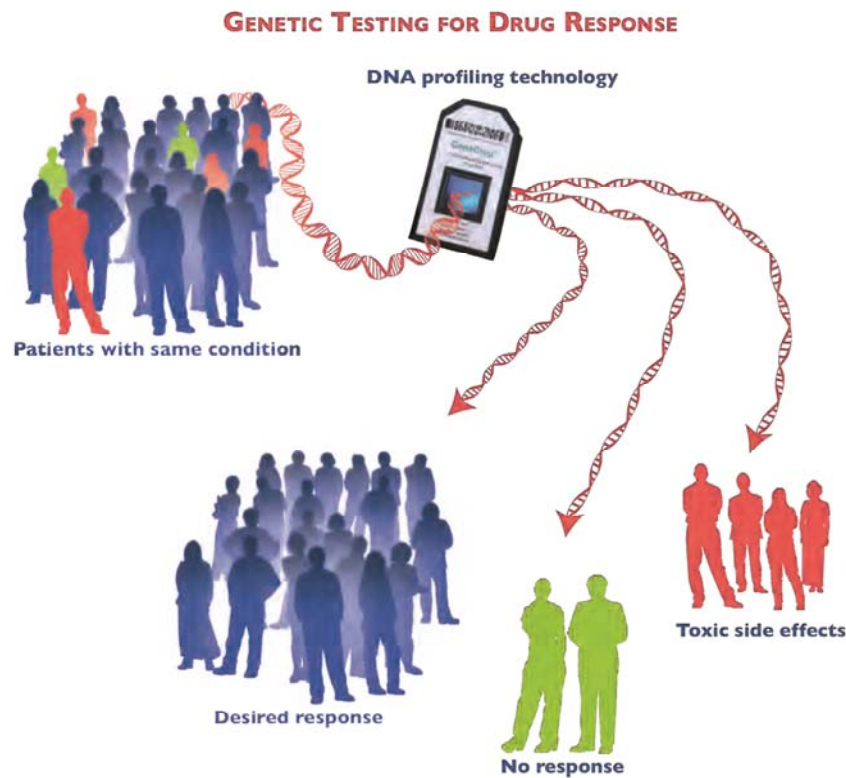 GENETIC TESTING FOR DRUG RESPONSE
DNA profiling technology
GeneChip
Patients with same condition
Desired response
No response
Toxic side effects